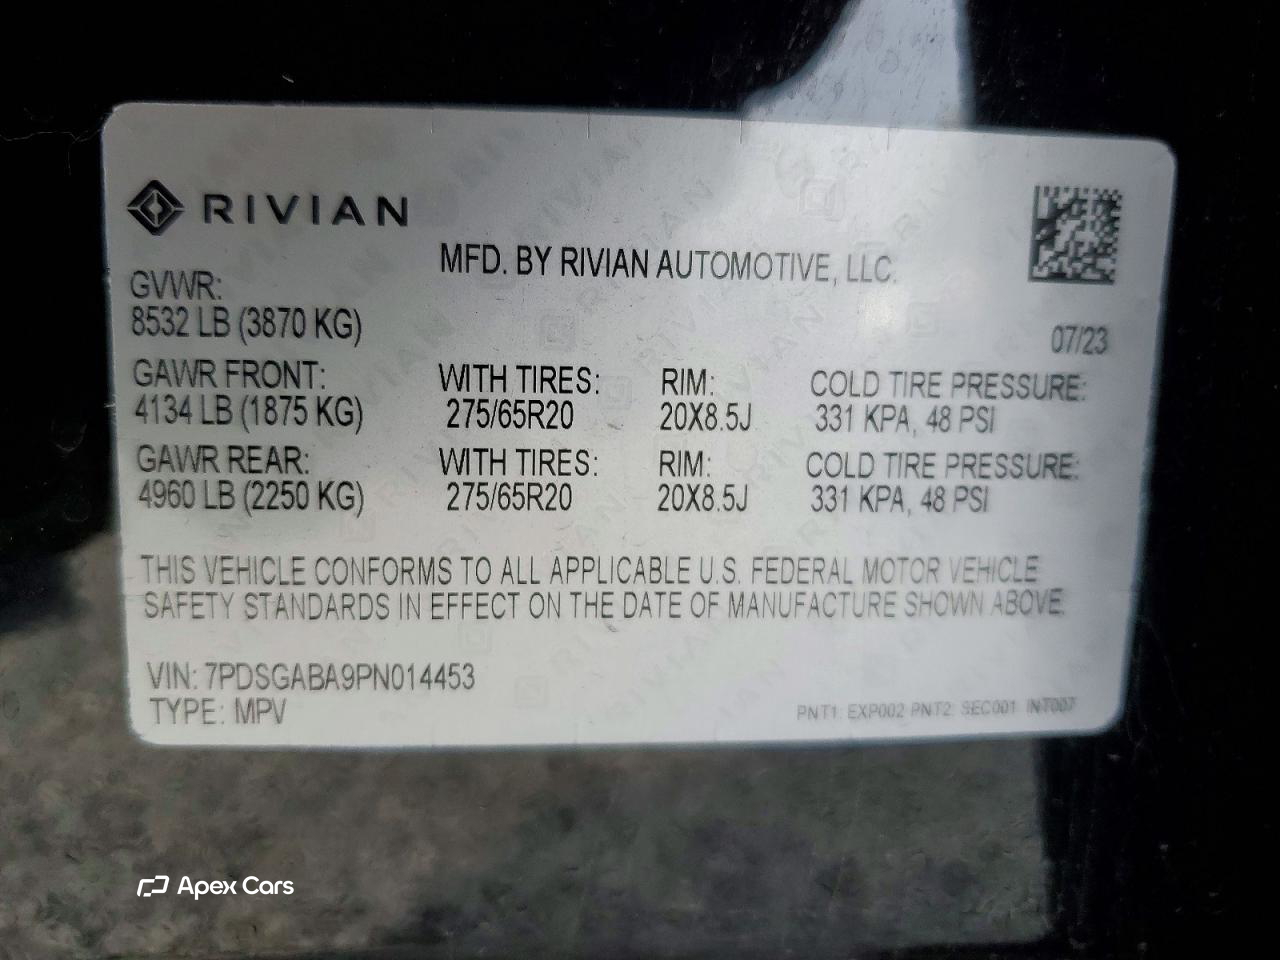 RIVIAN
MFD. BY RIVIAN AUTOMOTIVE, LLC.
GVWR:
8532 LB (3870 KG)
07/23
GAWR FRONT: WITH TIRES: RIM: COLD TIRE PRESSURE:
4134 LB (1875 KG) 275/65R20 20X8.5J 331 KPA, 48 PSI
GAWR REAR: WITH TIRES: RIM: COLD TIRE PRESSURE:
4960 LB (2250 KG) 275/65R20 20X8.5J 331 KPA, 48 PSI
THIS VEHICLE CONFORMS TO ALL APPLICABLE U.S. FEDERAL MOTOR VEHICLE
SAFETY STANDARDS IN EFFECT ON THE DATE OF MANUFACTURE SHOWN ABOVE.
VIN: 7PDSGABA9PN014453
TYPE: MPV
PNT1: EXP002 PNT2: SEC001 INT007
Apex Cars